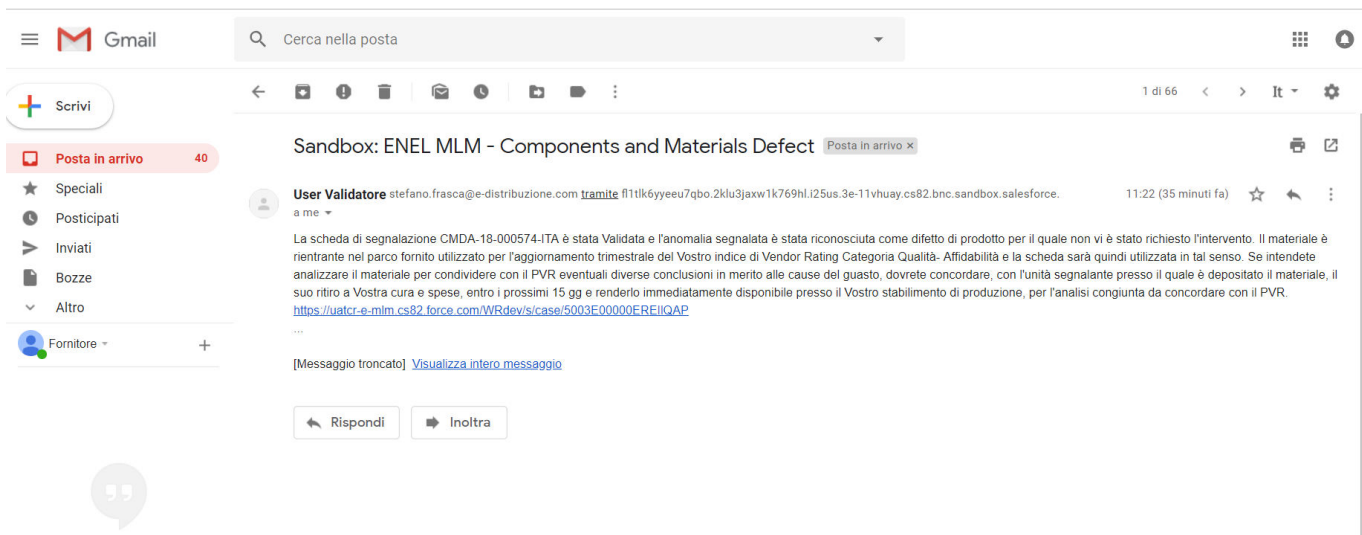 Gmail
Cerca nella posta
Scrivi
1 di 66
It
Posta in arrivo 40
Speciali
Posticipati
Inviati
Bozze
Altro
Fornitore
Sandbox: ENEL MLM - Components and Materials Defect Posta in arrivo ×
User Validatore stefano.frasca@e-distribuzione.com tramite fl1tlk6yyeeu7qbo.2klu3jaxw1k769hl.i25us.3e-11vhuay.cs82.bnc.sandbox.salesforce. 11:22 (35 minuti fa)
a me
La scheda di segnalazione CMDA-18-000574-ITA è stata Validata e l'anomalia segnalata è stata riconosciuta come difetto di prodotto per il quale non vi è stato richiesto l'intervento. Il materiale è
rientrante nel parco fornito utilizzato per l'aggiornamento trimestrale del Vostro indice di Vendor Rating Categoria Qualità- Affidabilità e la scheda sarà quindi utilizzata in tal senso. Se intendete
analizzare il materiale per condividere con il PVR eventuali diverse conclusioni in merito alle cause del guasto, dovrete concordare, con l'unità segnalante presso il quale è depositato il materiale, il
suo ritiro a Vostra cura e spese, entro i prossimi 15 gg e renderlo immediatamente disponibile presso il Vostro stabilimento di produzione, per l'analisi congiunta da concordare con il PVR.
https://uatcr-e-mlm.cs82.force.com/WRdev/s/case/5003E00000EREIlQAP
...
[Messaggio troncato] Visualizza intero messaggio
Rispondi
Inoltra